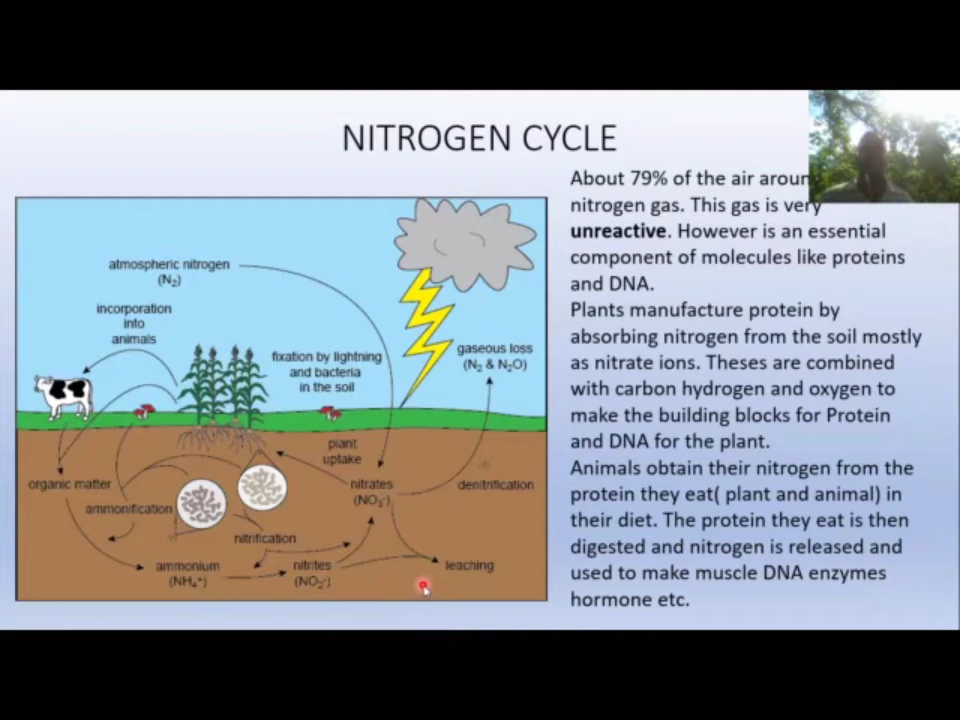 NITROGEN CYCLE
About 79% of the air aroun
nitrogen gas. This gas is very
unreactive. However is an essential
component of molecules like proteins
and DNA.
Plants manufacture protein by
absorbing nitrogen from the soil mostly
as nitrate ions. Theses are combined
with carbon hydrogen and oxygen to
make the building blocks for Protein
and DNA for the plant.
Animals obtain their nitrogen from the
protein they eat( plant and animal) in
their diet. The protein they eat is then
digested and nitrogen is released and
used to make muscle DNA enzymes
hormone etc.
atmospheric nitrogen
(N₂)
incorporation
into
animals
fixation by lightning
and bacteria
in the soil
gaseous loss
(N₂ & N₂O)
plant
uptake
organic matter
nitrates
(NO₃⁻)
denitrification
ammonification
nitrification
ammonium
(NH₄⁺)
nitrites
(NO₂⁻)
leaching